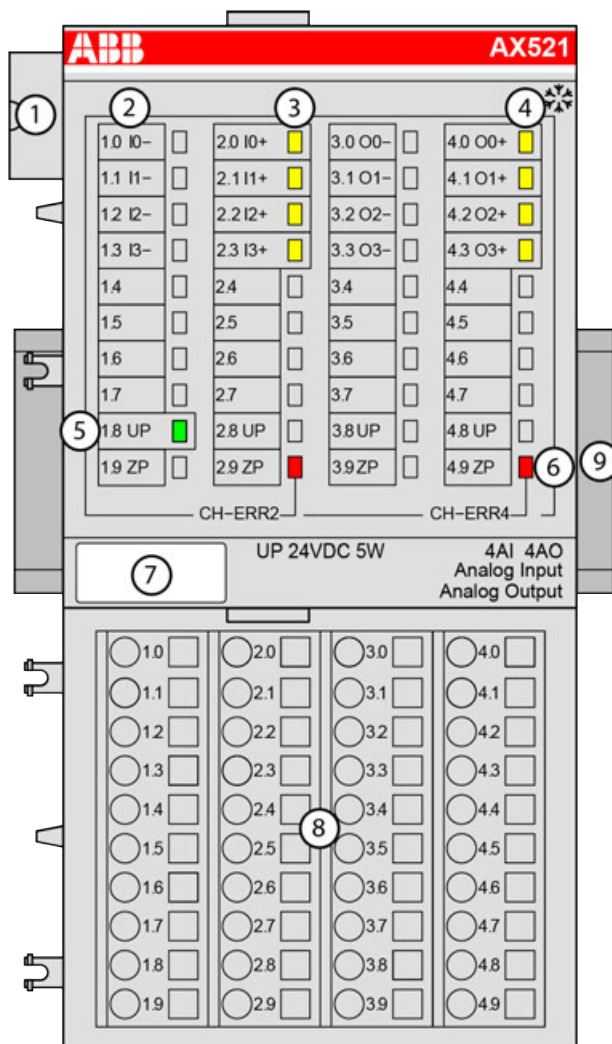 ABB AX521
1 2 3 4
1.0 I0− 2.0 I0+ 3.0 O0− 4.0 O0+
1.1 I1− 2.1 I1+ 3.1 O1− 4.1 O1+
1.2 I2− 2.2 I2+ 3.2 O2− 4.2 O2+
1.3 I3− 2.3 I3+ 3.3 O3− 4.3 O3+
1.4 2.4 3.4 4.4
1.5 2.5 3.5 4.5
1.6 2.6 3.6 4.6
1.7 2.7 3.7 4.7
5 1.8 UP 2.8 UP 3.8 UP 4.8 UP
1.9 ZP 2.9 ZP 3.9 ZP 4.9 ZP 6 9
CH−ERR2 CH−ERR4
7 UP 24VDC 5W 4AI 4AO
Analog Input
Analog Output
1.0 2.0 3.0 4.0
1.1 2.1 3.1 4.1
1.2 2.2 3.2 4.2
1.3 2.3 3.3 4.3
1.4 2.4 3.4 4.4
8
1.5 2.5 3.5 4.5
1.6 2.6 3.6 4.6
1.7 2.7 3.7 4.7
1.8 2.8 3.8 4.8
1.9 2.9 3.9 4.9